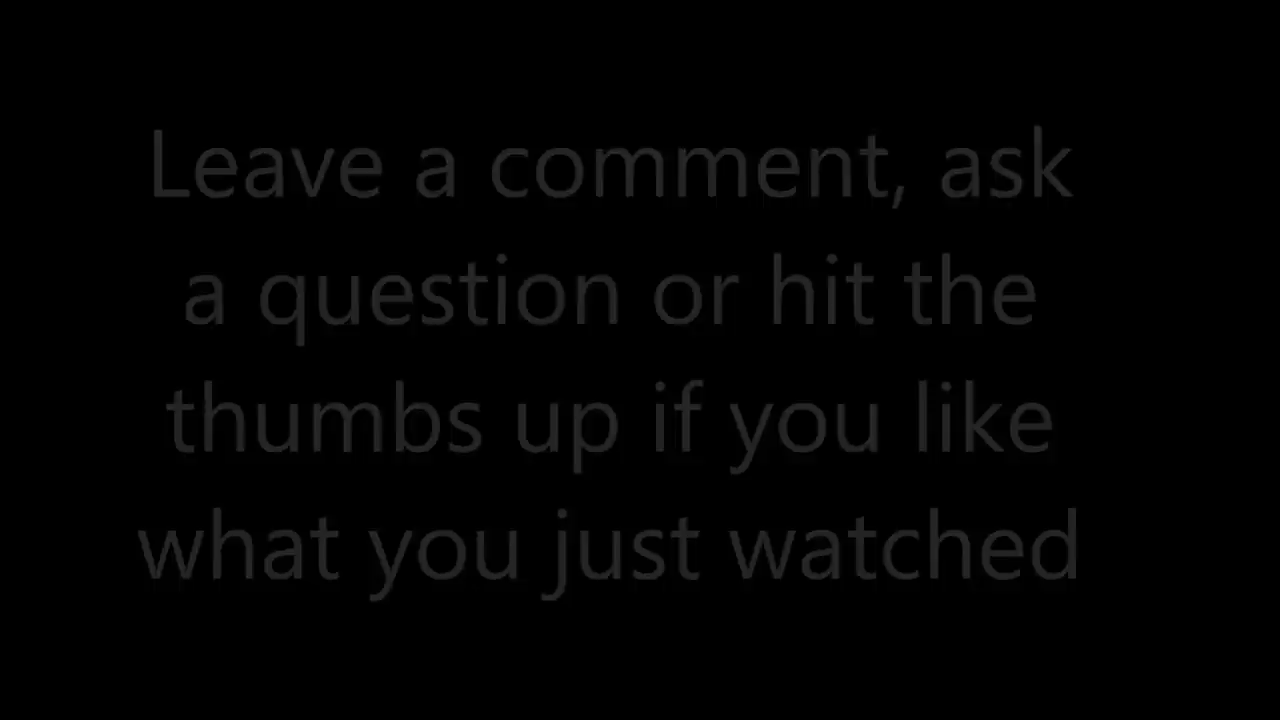 Leave a comment, ask
a question or hit the
thumbs up if you like
what you just watched